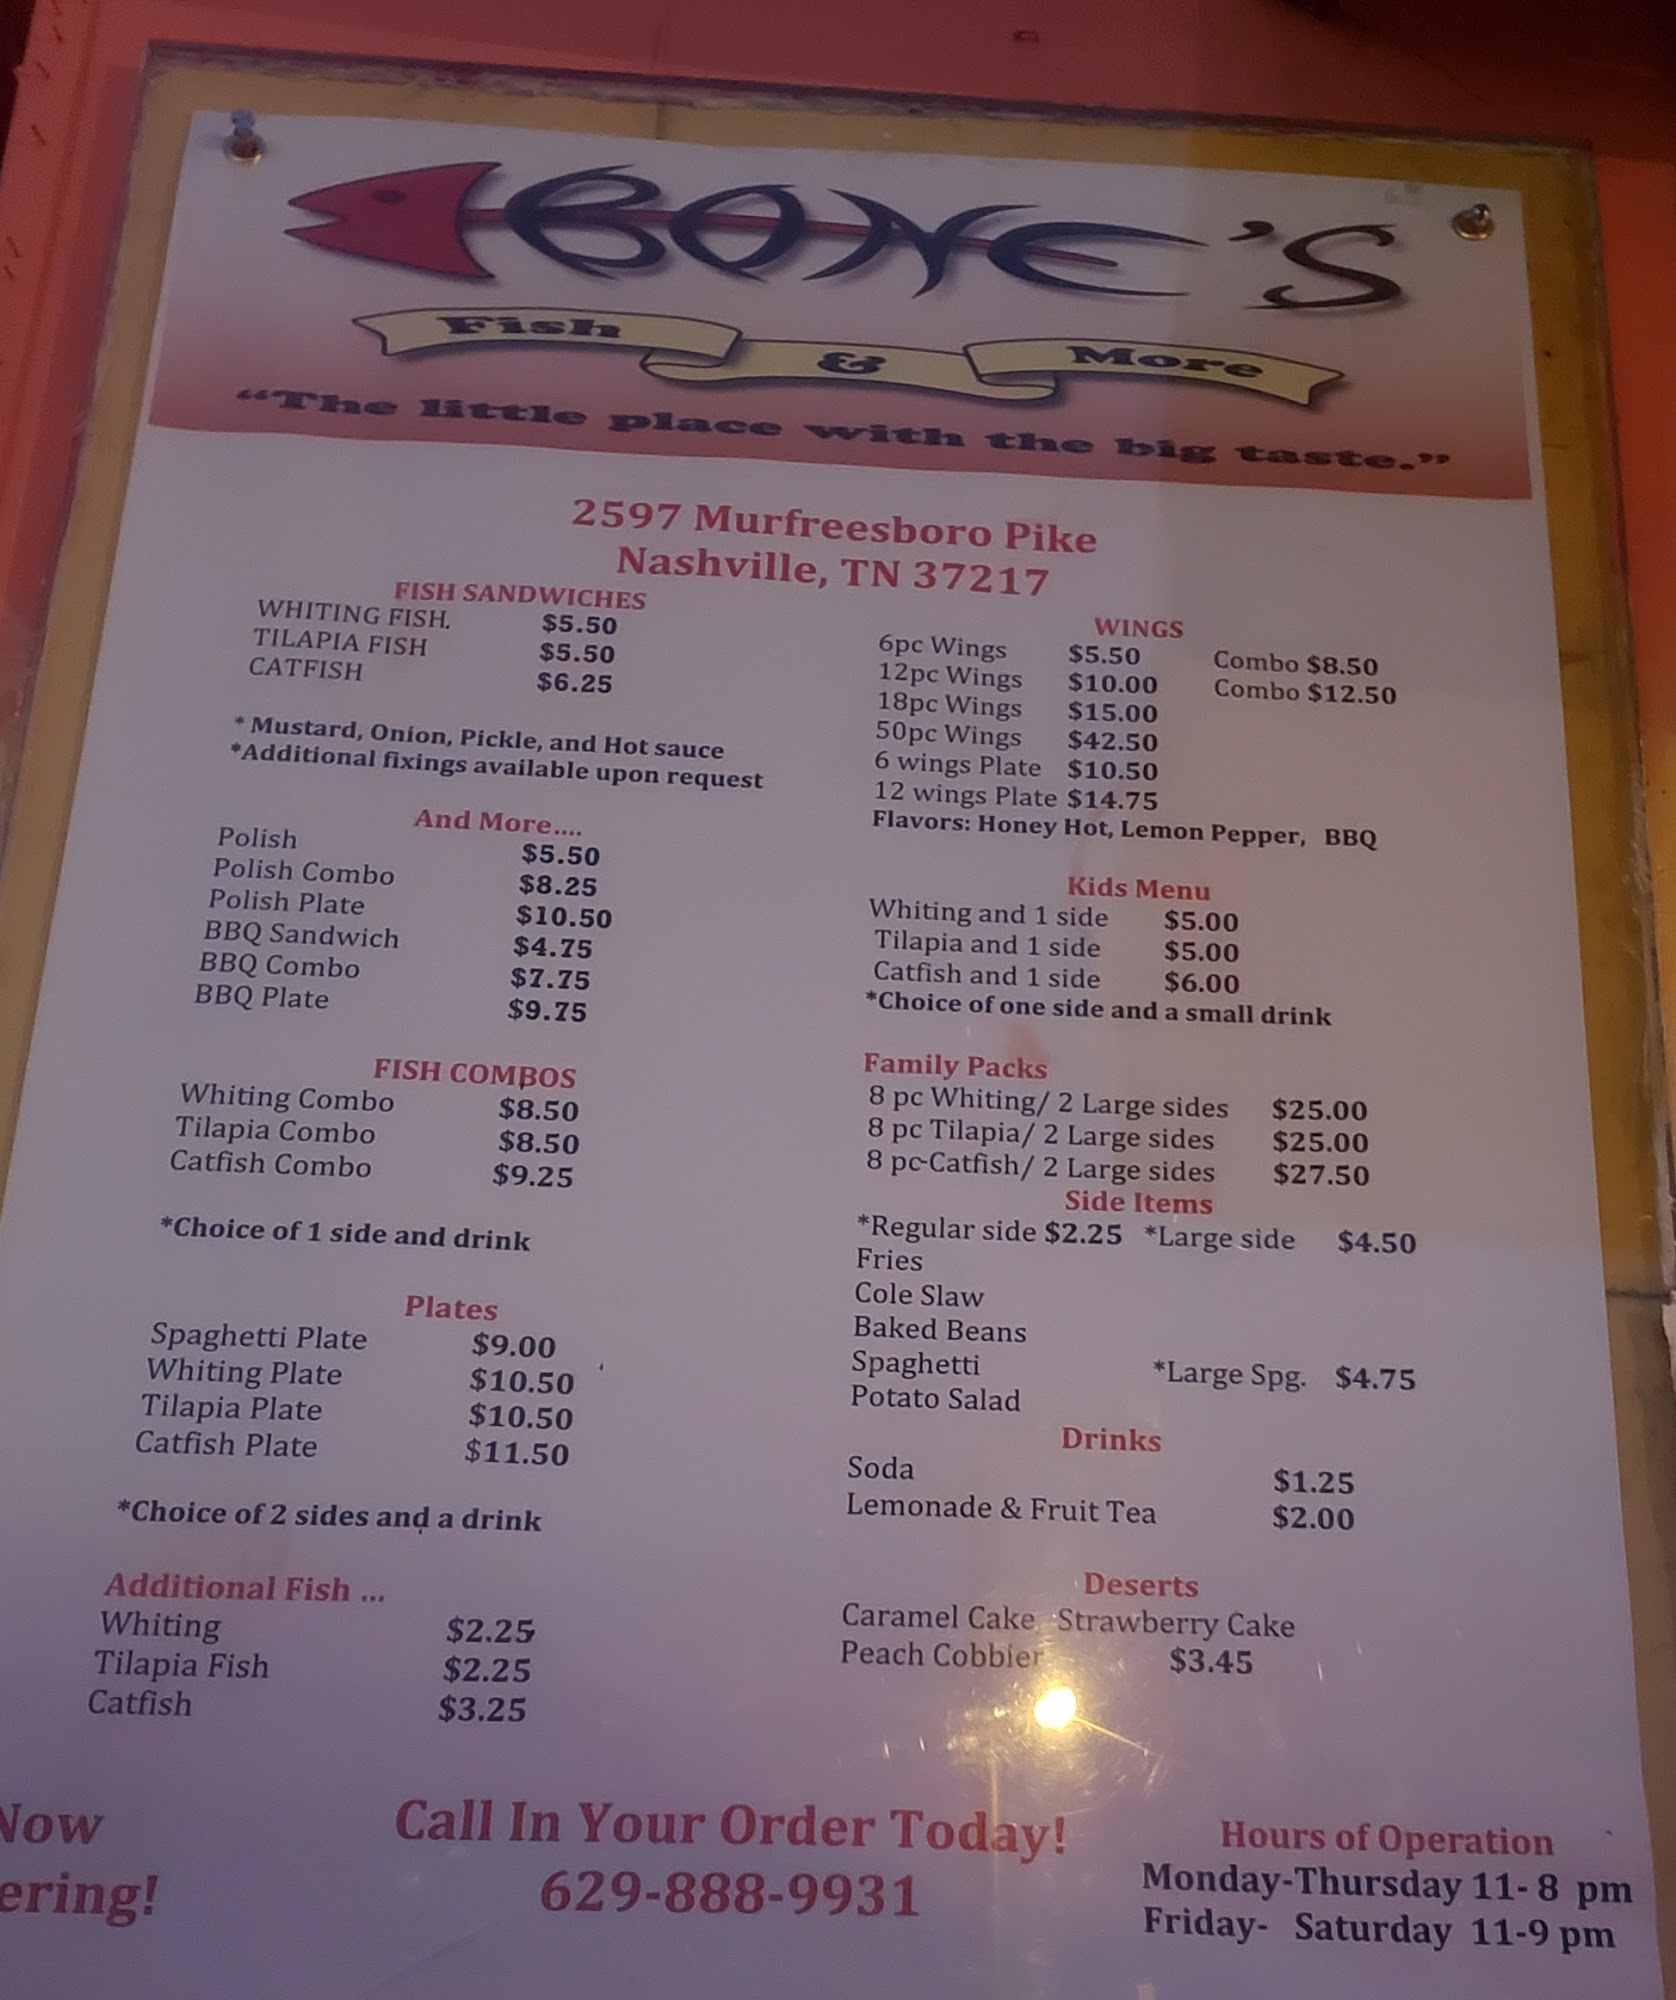 BONE'S
Fish & More
"The little place with the big taste."
2597 Murfreesboro Pike
Nashville, TN 37217
FISH SANDWICHES
WHITING FISH. $5.50
TILAPIA FISH $5.50
CATFISH $6.25
* Mustard, Onion, Pickle, and Hot sauce
*Additional fixings available upon request
And More....
Polish $5.50
Polish Combo $8.25
Polish Plate $10.50
BBQ Sandwich $4.75
BBQ Combo $7.75
BBQ Plate $9.75
FISH COMBOS
Whiting Combo $8.50
Tilapia Combo $8.50
Catfish Combo $9.25
*Choice of 1 side and drink
Plates
Spaghetti Plate $9.00
Whiting Plate $10.50
Tilapia Plate $10.50
Catfish Plate $11.50
*Choice of 2 sides and a drink
Additional Fish ...
Whiting $2.25
Tilapia Fish $2.25
Catfish $3.25
WINGS
6pc Wings $5.50 Combo $8.50
12pc Wings $10.00 Combo $12.50
18pc Wings $15.00
50pc Wings $42.50
6 wings Plate $10.50
12 wings Plate $14.75
Flavors: Honey Hot, Lemon Pepper, BBQ
Kids Menu
Whiting and 1 side $5.00
Tilapia and 1 side $5.00
Catfish and 1 side $6.00
*Choice of one side and a small drink
Family Packs
8 pc Whiting/ 2 Large sides $25.00
8 pc Tilapia/ 2 Large sides $25.00
8 pc-Catfish/ 2 Large sides $27.50
Side Items
*Regular side $2.25 *Large side $4.50
Fries
Cole Slaw
Baked Beans
Spaghetti *Large Spg. $4.75
Potato Salad
Drinks
Soda $1.25
Lemonade & Fruit Tea $2.00
Deserts
Caramel Cake, Strawberry Cake
Peach Cobbler $3.45
Now
ering!
Call In Your Order Today!
629-888-9931
Hours of Operation
Monday-Thursday 11- 8 pm
Friday- Saturday 11-9 pm